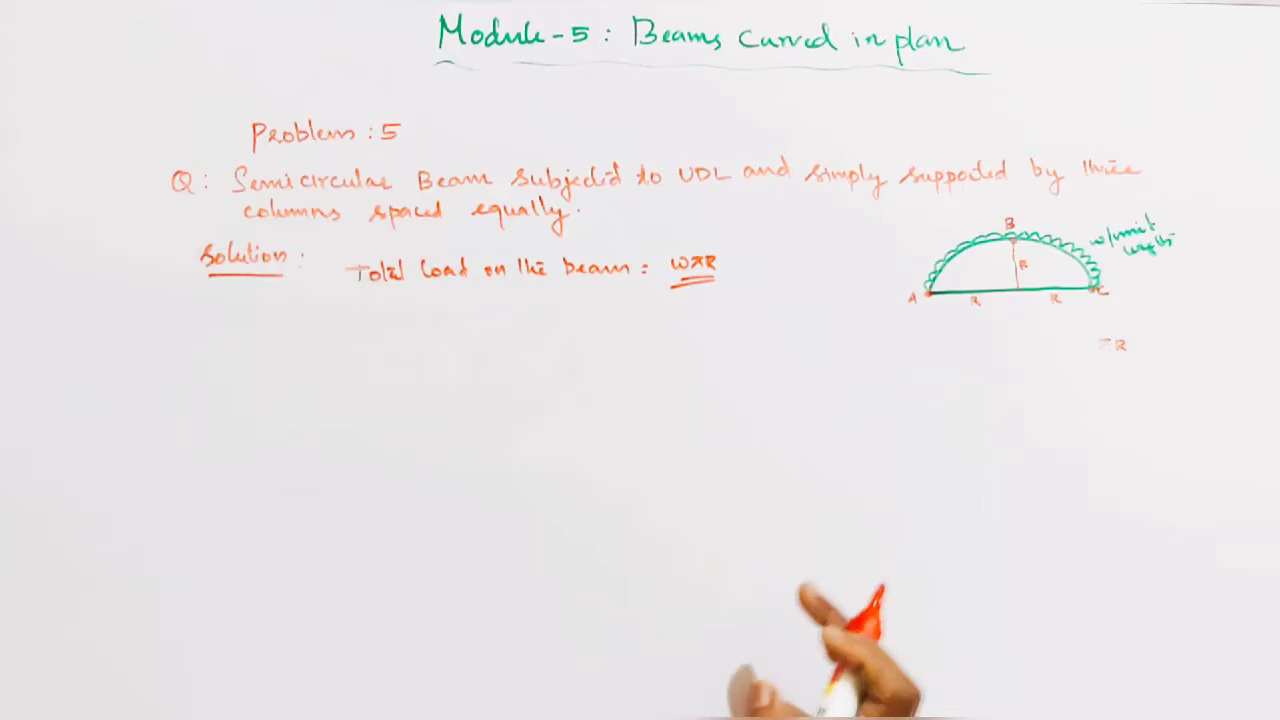 Module-5: Beams curved in plan
Problem: 5
Q: Semicircular Beam subjected to UDL and simply supported by three
columns spaced equally.
Solution: Total load on the beam = wπR
B
w/unit
length
R
A
C
R
R
πR